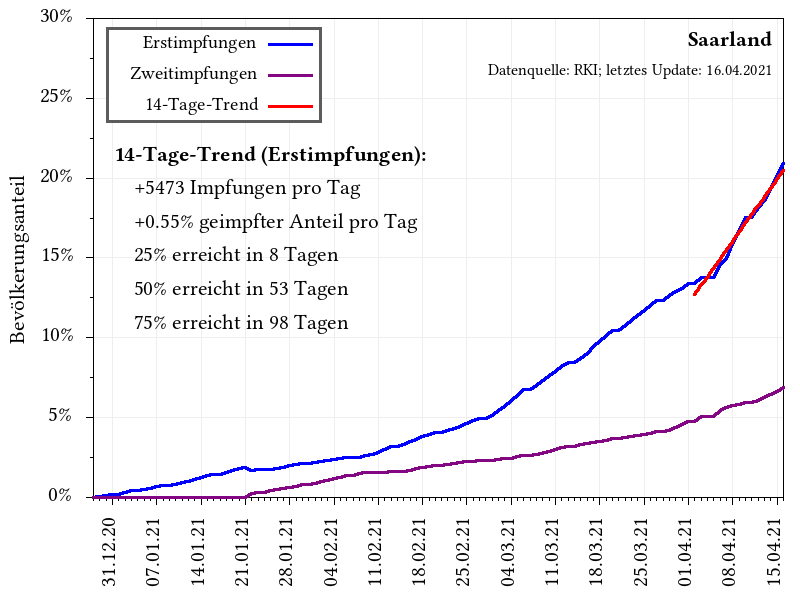 30%
25%
20%
15%
10%
5%
0%
Bevölkerungsanteil
Erstimpfungen
Zweitimpfungen
14-Tage-Trend
Saarland
Datenquelle: RKI; letztes Update: 16.04.2021
14-Tage-Trend (Erstimpfungen):
+5473 Impfungen pro Tag
+0.55% geimpfter Anteil pro Tag
25% erreicht in 8 Tagen
50% erreicht in 53 Tagen
75% erreicht in 98 Tagen
31.12.20
07.01.21
14.01.21
21.01.21
28.01.21
04.02.21
11.02.21
18.02.21
25.02.21
04.03.21
11.03.21
18.03.21
25.03.21
01.04.21
08.04.21
15.04.21